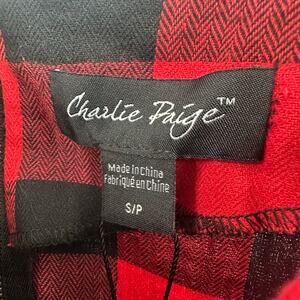 Charlie Paige™
Made in China
Fabriqué en Chine
S/P